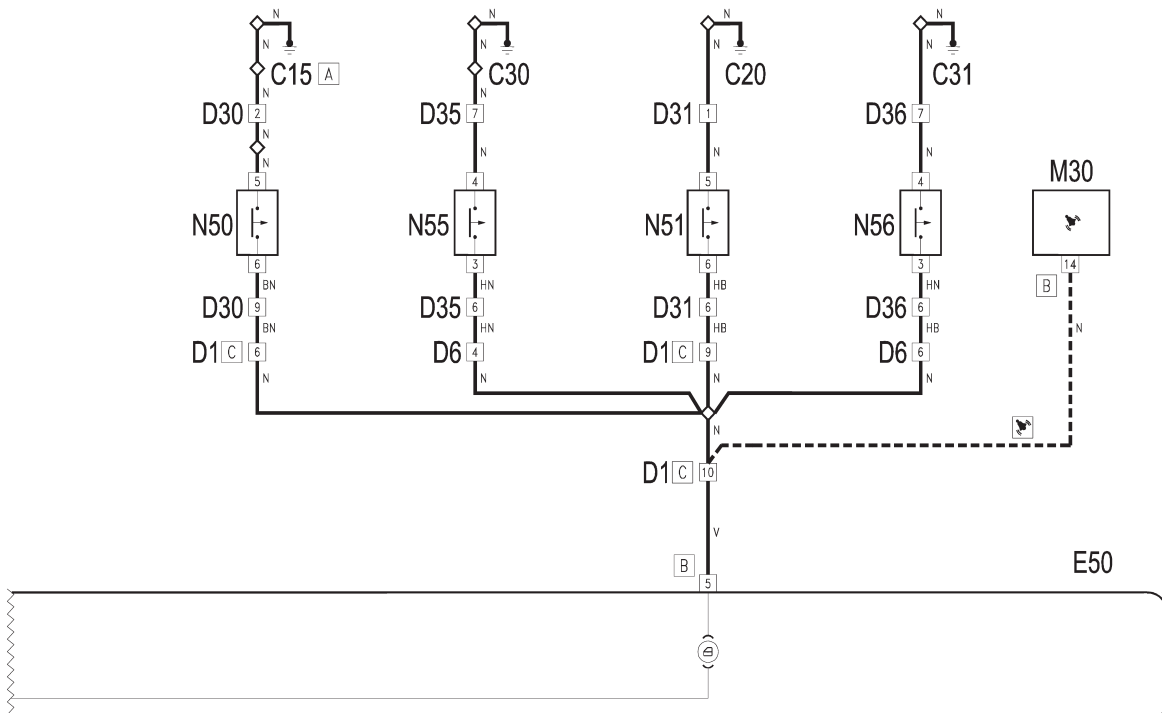 N N N N
N N N N
C15 A C30 C20 C31
N N
D30 2 D35 7 D31 1 D36 7
N N N N
N M30
5 4 5 4
N50 N55 N51 N56
6 3 6 3 14
BN HN HB HN B
D30 9 D35 6 D31 6 D36 6 N
BN HN HB HB
D1 C 6 D6 4 D1 C 9 D6 6
N N N N
N
D1 C 10
V
B E50
5